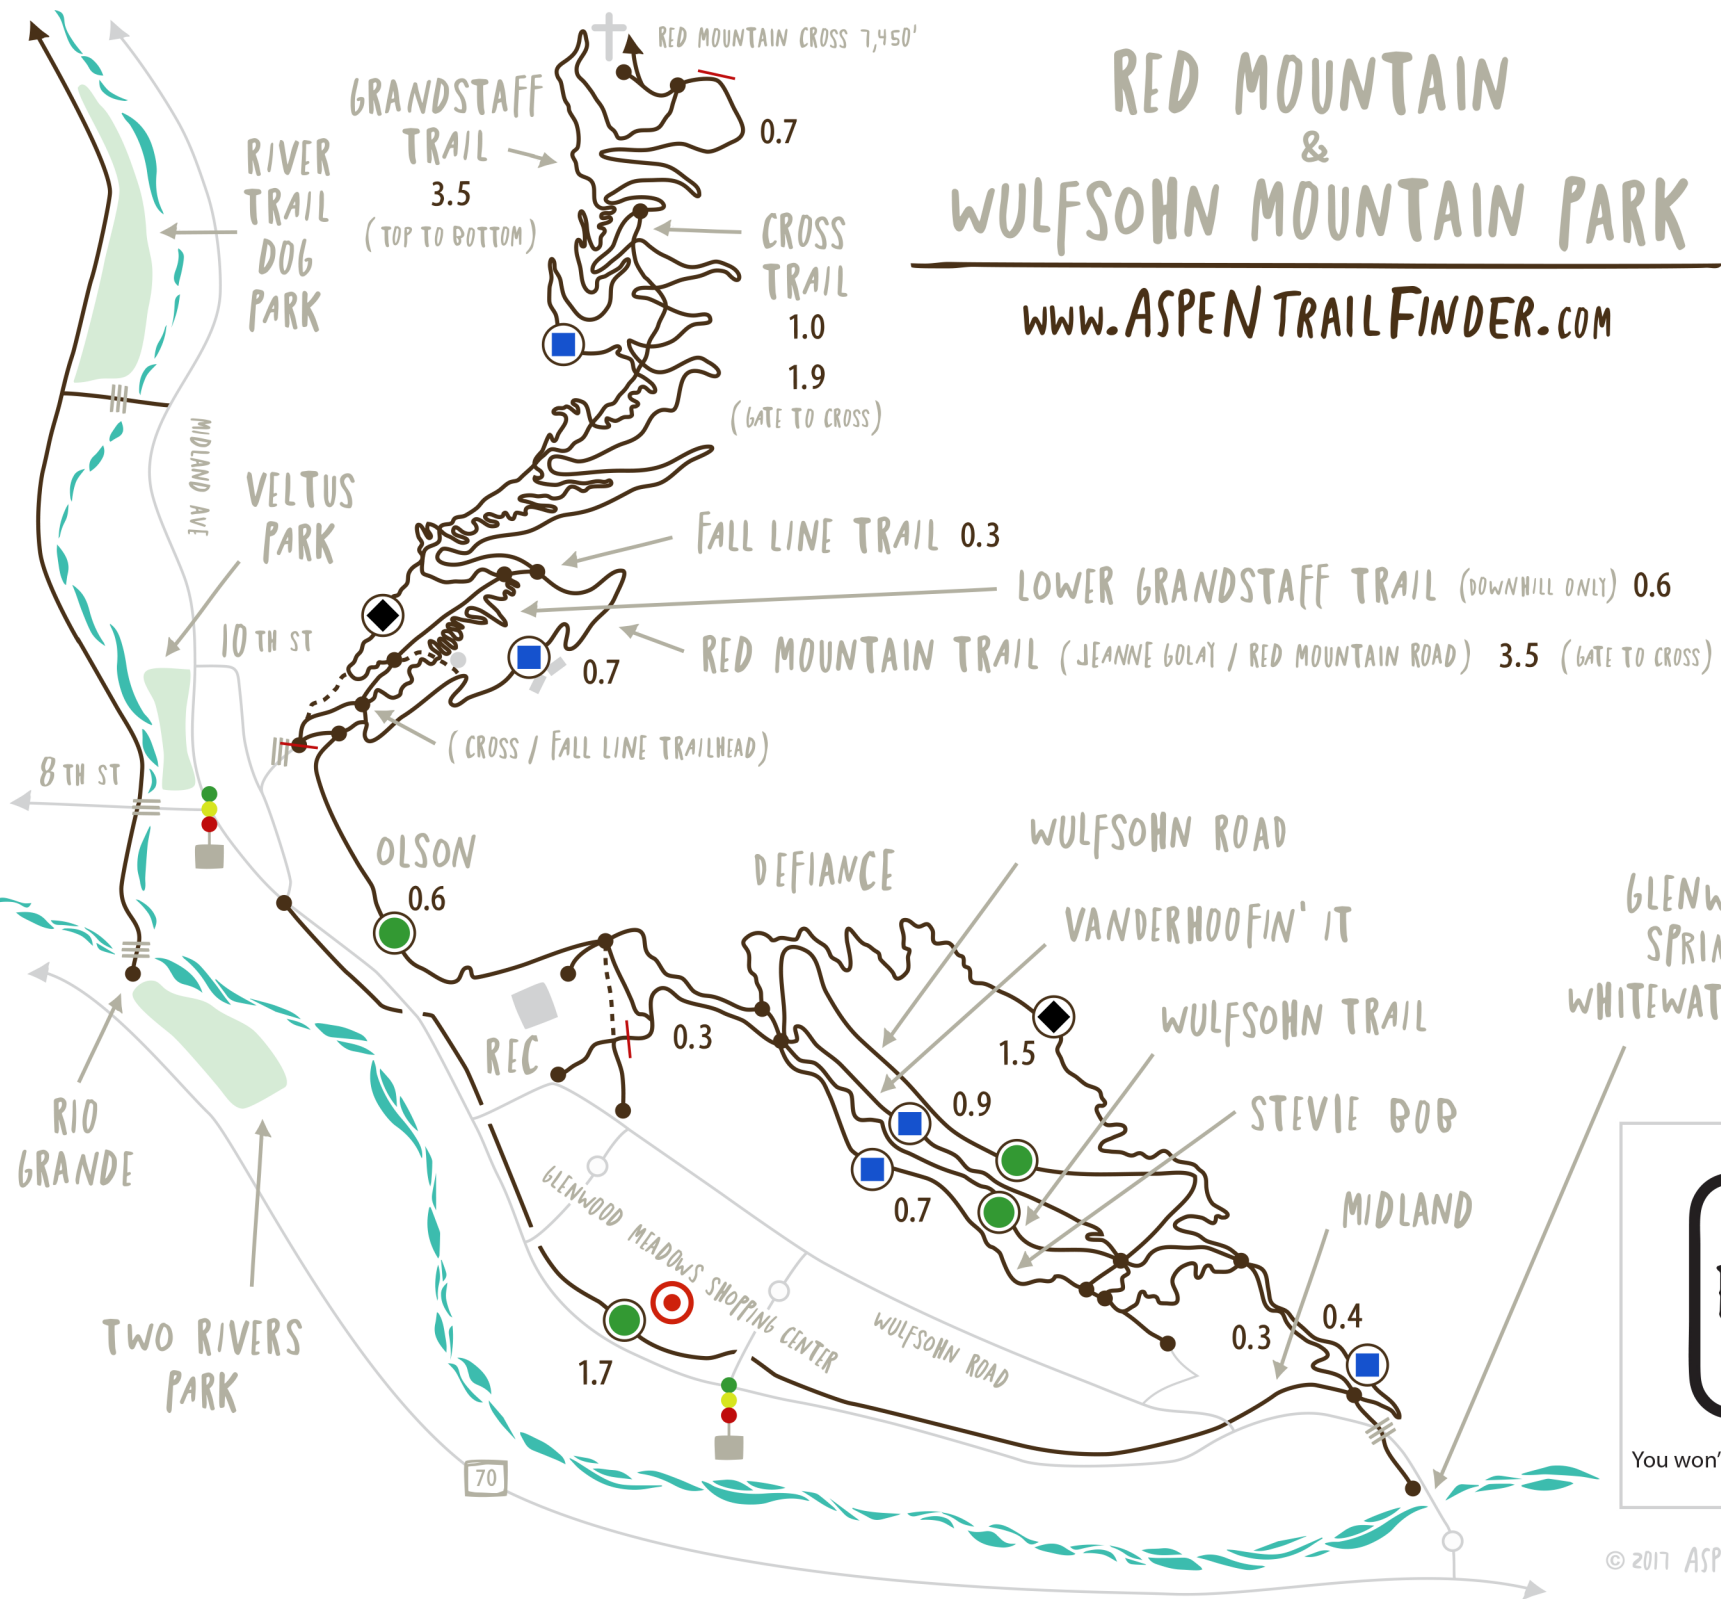 RED MOUNTAIN CROSS 7,450'
RED MOUNTAIN
&
WULFSOHN MOUNTAIN PARK
www.ASPENTRAILFINDER.COM
GRANDSTAFF
TRAIL
3.5
(TOP TO BOTTOM)
0.7
RIVER
TRAIL
DOG
PARK
CROSS
TRAIL
1.0
1.9
(GATE TO CROSS)
MIDLAND AVE
VELTUS
PARK
FALL LINE TRAIL 0.3
LOWER GRANDSTAFF TRAIL (DOWNHILL ONLY) 0.6
10TH ST
RED MOUNTAIN TRAIL (JEANNE GOLAY / RED MOUNTAIN ROAD) 3.5 (GATE TO CROSS)
0.7
(CROSS / FALL LINE TRAILHEAD)
8TH ST
OLSON
0.6
DEFIANCE
WULFSOHN ROAD
VANDERHOOFIN' IT
GLENW
SPRIN
WHITEWAT
WULFSOHN TRAIL
REC
0.3
1.5
0.9
STEVIE BOB
RIO
GRANDE
0.7
MIDLAND
GLENWOOD MEADOWS SHOPPING CENTER
WULFSOHN ROAD
TWO RIVERS
PARK
0.3
0.4
1.7
70
You won'
© 2017 ASP